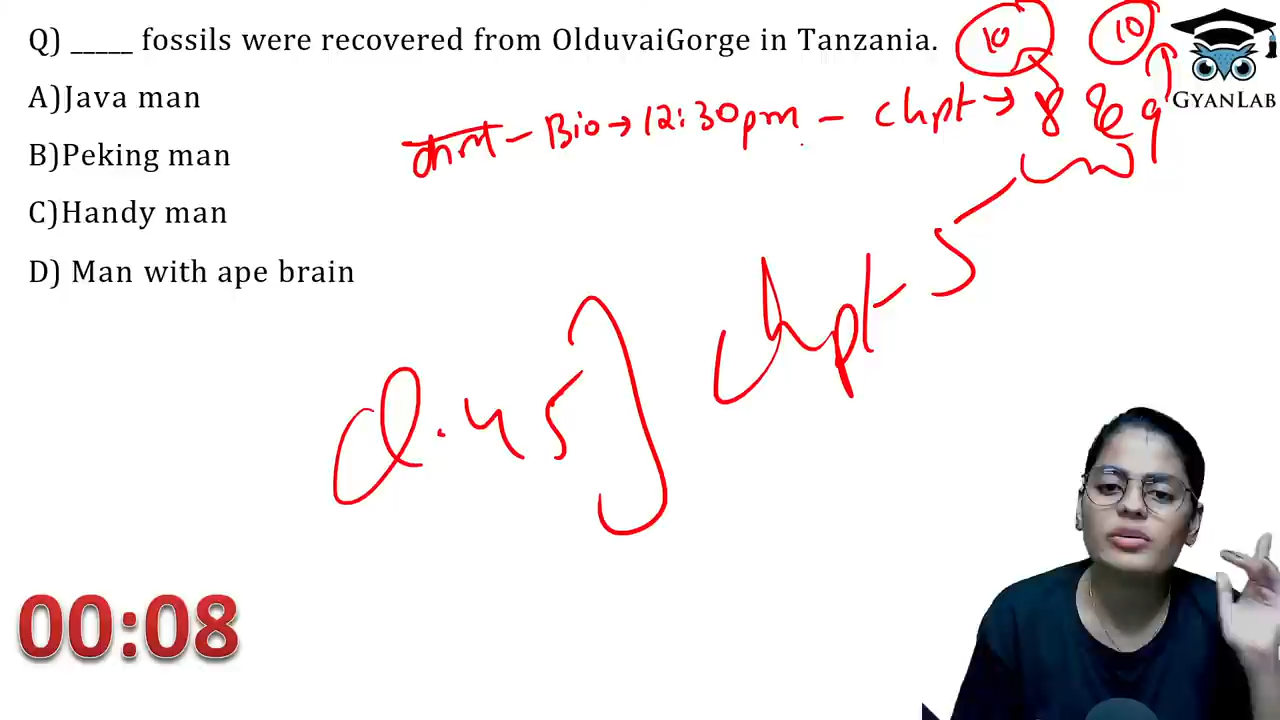 Q) _____ fossils were recovered from OlduvaiGorge in Tanzania.
10 10
GYANLAB
A)Java man
Bio → 12:30pm - chpt → 8 & 9
B)Peking man
C)Handy man
D) Man with ape brain
chpt-5
.45
00:08